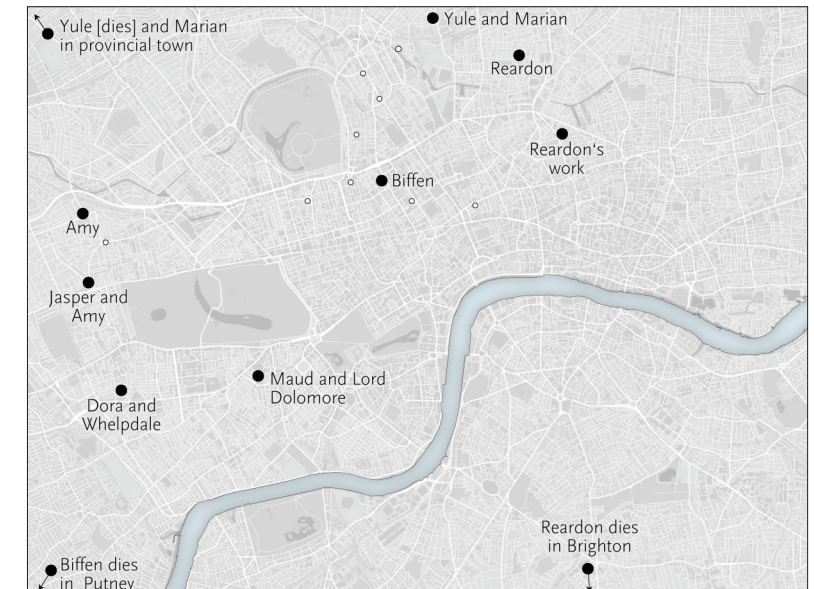 Yule [dies] and Marian
in provincial town
Yule and Marian
Reardon
Reardon‘s
work
Biffen
Amy
Jasper and
Amy
Maud and Lord
Dolomore
Dora and
Whelpdale
Reardon dies
in Brighton
Biffen dies
in Putney